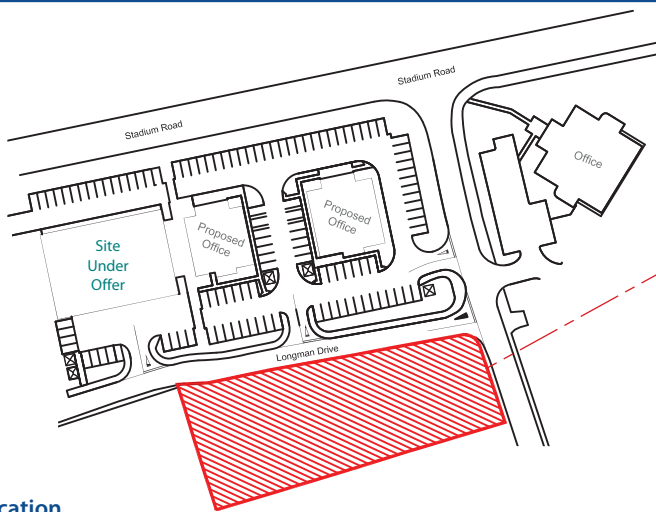 Stadium Road
Stadium Road
Office
Proposed
Office
Proposed
Office
Site
Under
Offer
Longman Drive
cation